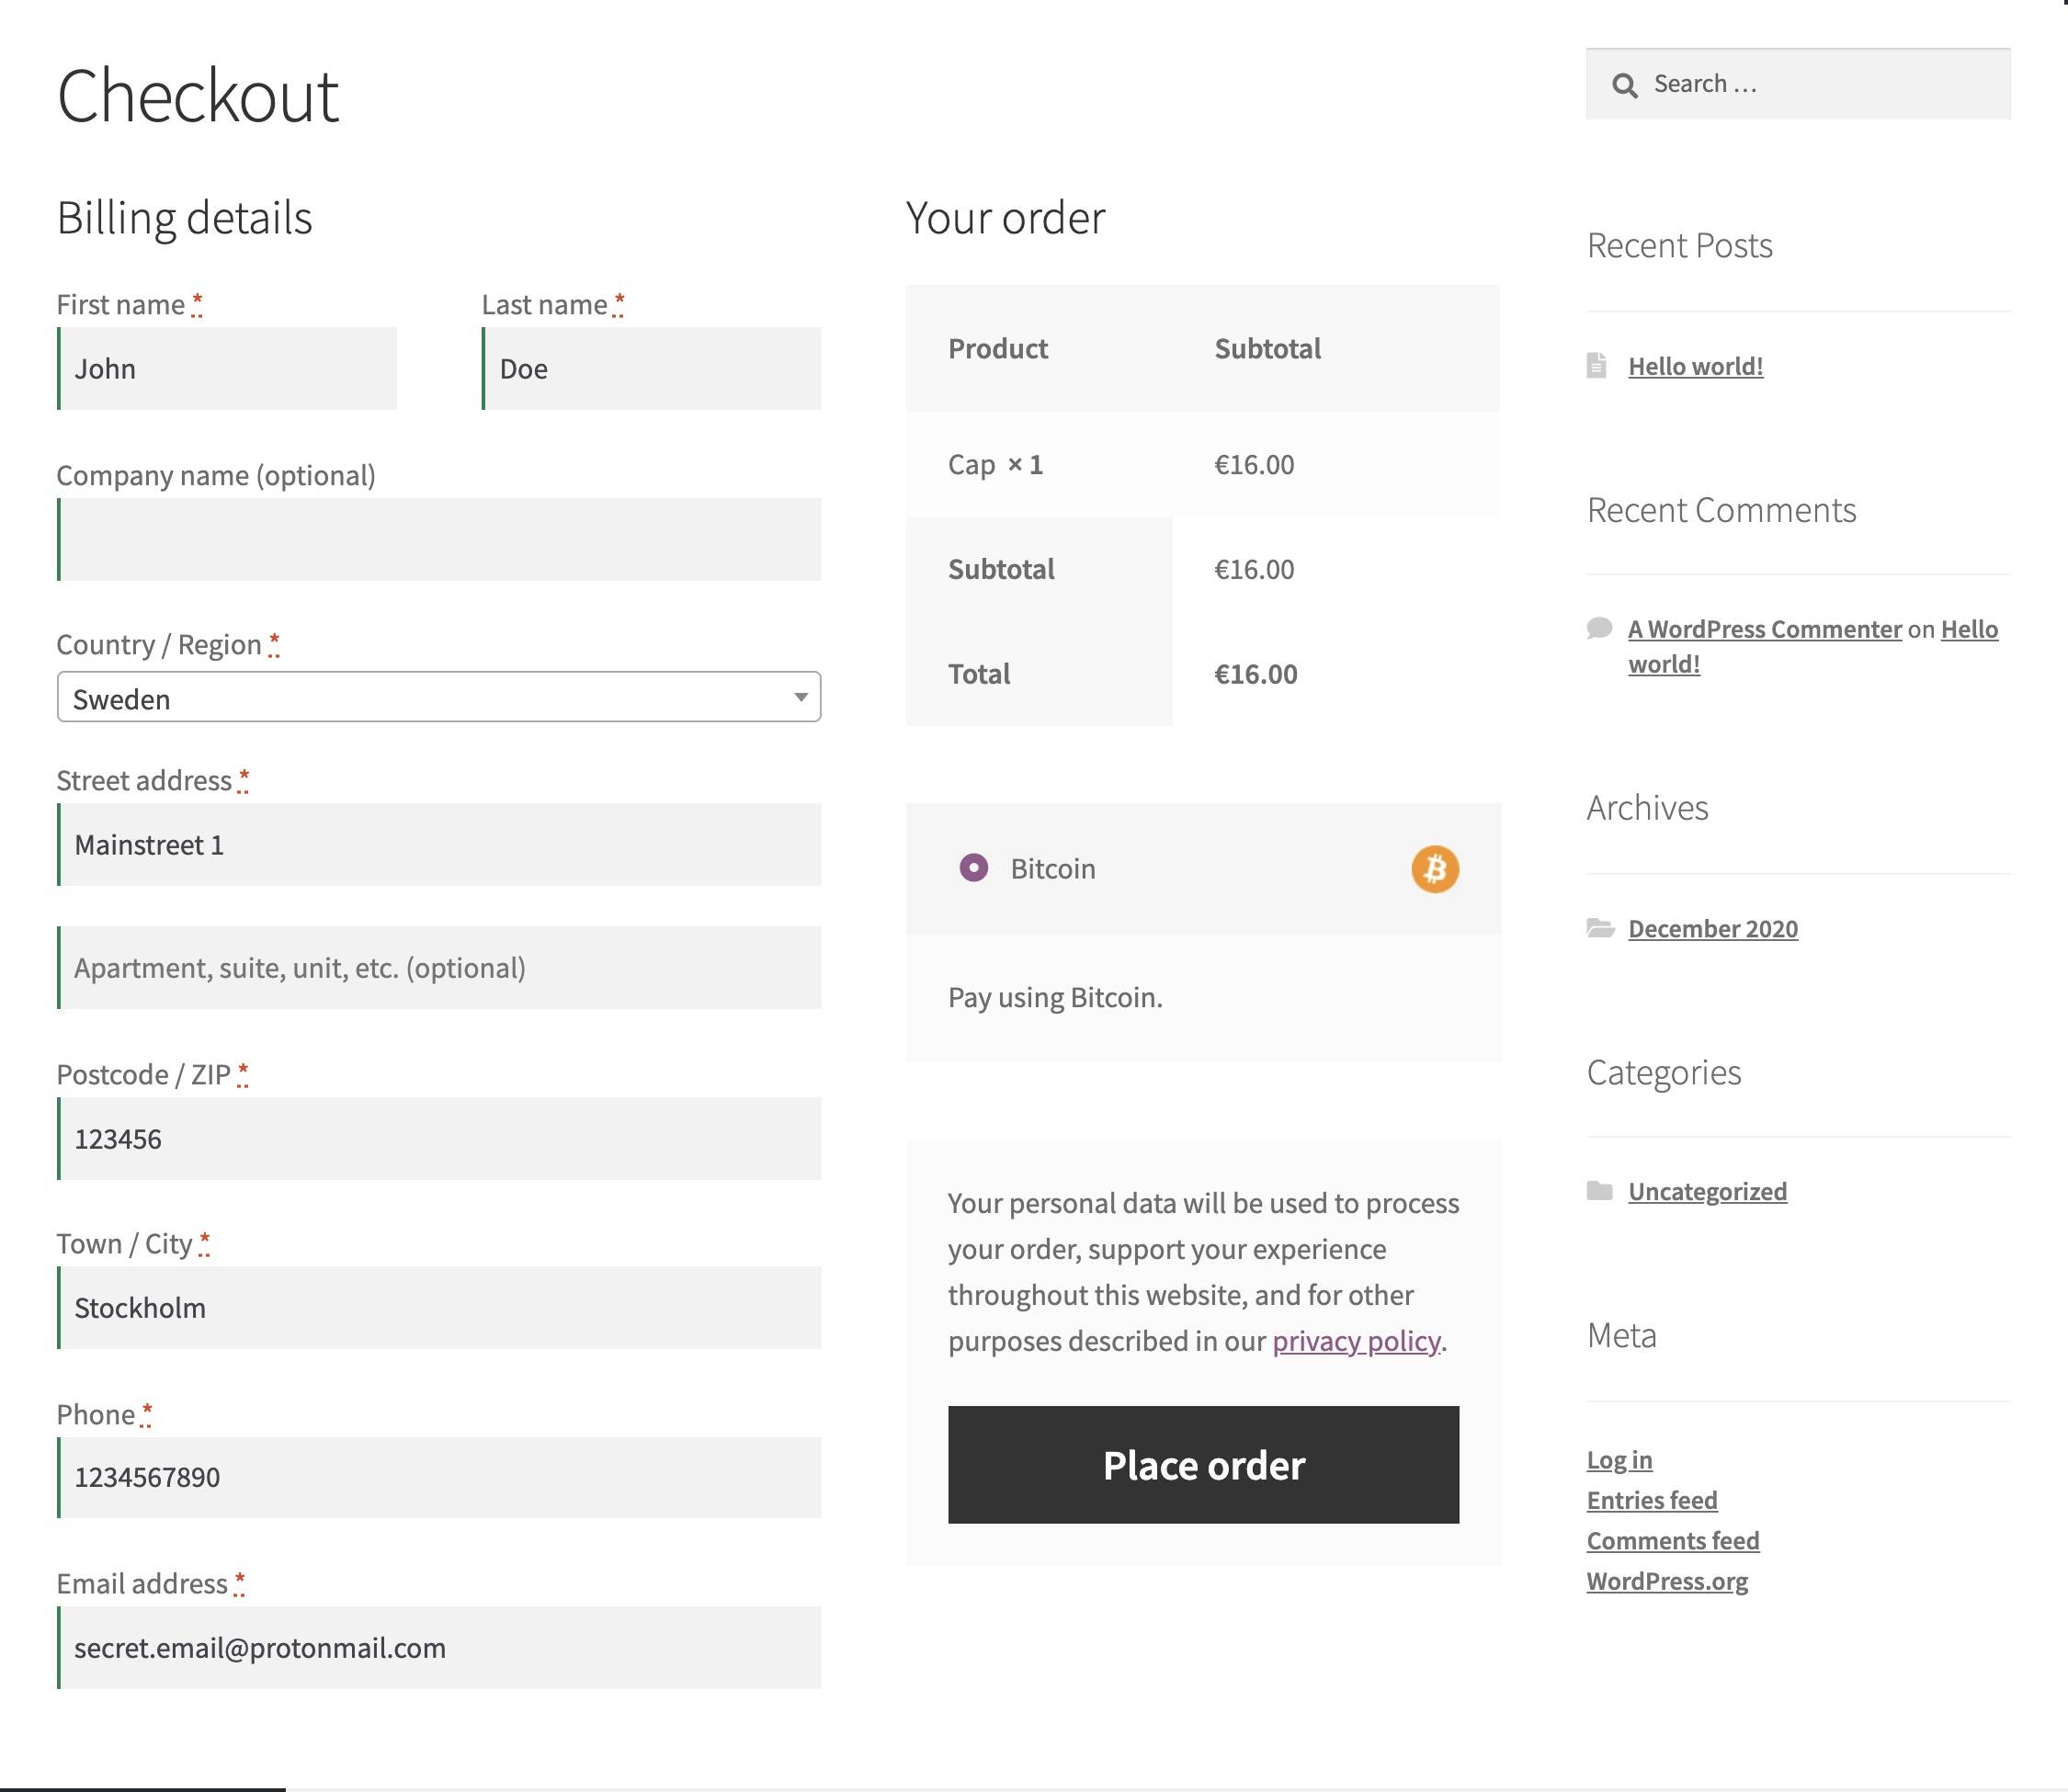 Checkout
Billing details
First name *
Last name *
John
Doe
Company name (optional)
Country / Region *
Sweden
Street address *
Mainstreet 1
Apartment, suite, unit, etc. (optional)
Postcode / ZIP *
123456
Town / City *
Stockholm
Phone *
1234567890
Email address *
secret.email@protonmail.com
Your order
Product Subtotal
Cap × 1 €16.00
Subtotal €16.00
Total €16.00
Bitcoin
Pay using Bitcoin.
Your personal data will be used to process
your order, support your experience
throughout this website, and for other
purposes described in our privacy policy.
Place order
Search …
Recent Posts
Hello world!
Recent Comments
A WordPress Commenter on Hello
world!
Archives
December 2020
Categories
Uncategorized
Meta
Log in
Entries feed
Comments feed
WordPress.org